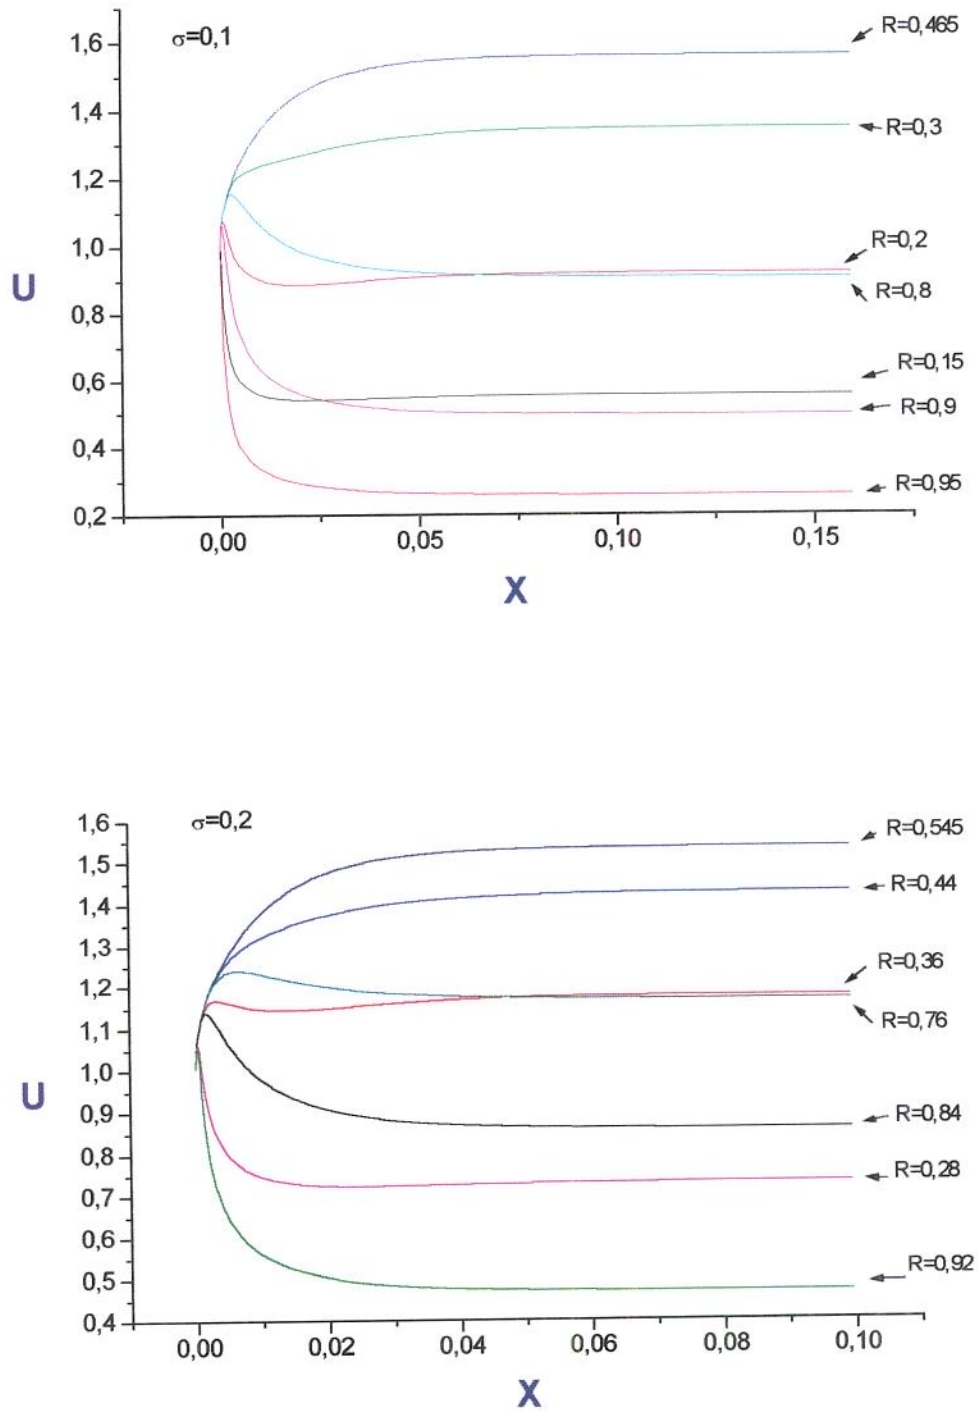 σ=0,1
R=0,465
1,6
1,4
R=0,3
1,2
R=0,2
1,0
U
R=0,8
0,8
R=0,15
0,6
R=0,9
0,4
R=0,95
0,2
0,00 0,05 0,10 0,15
X
σ=0,2
1,6
R=0,545
1,5
R=0,44
1,4
1,3
R=0,36
1,2
R=0,76
1,1
1,0
U
0,9
R=0,84
0,8
R=0,28
0,7
0,6
R=0,92
0,5
0,4
0,00 0,02 0,04 0,06 0,08 0,10
X